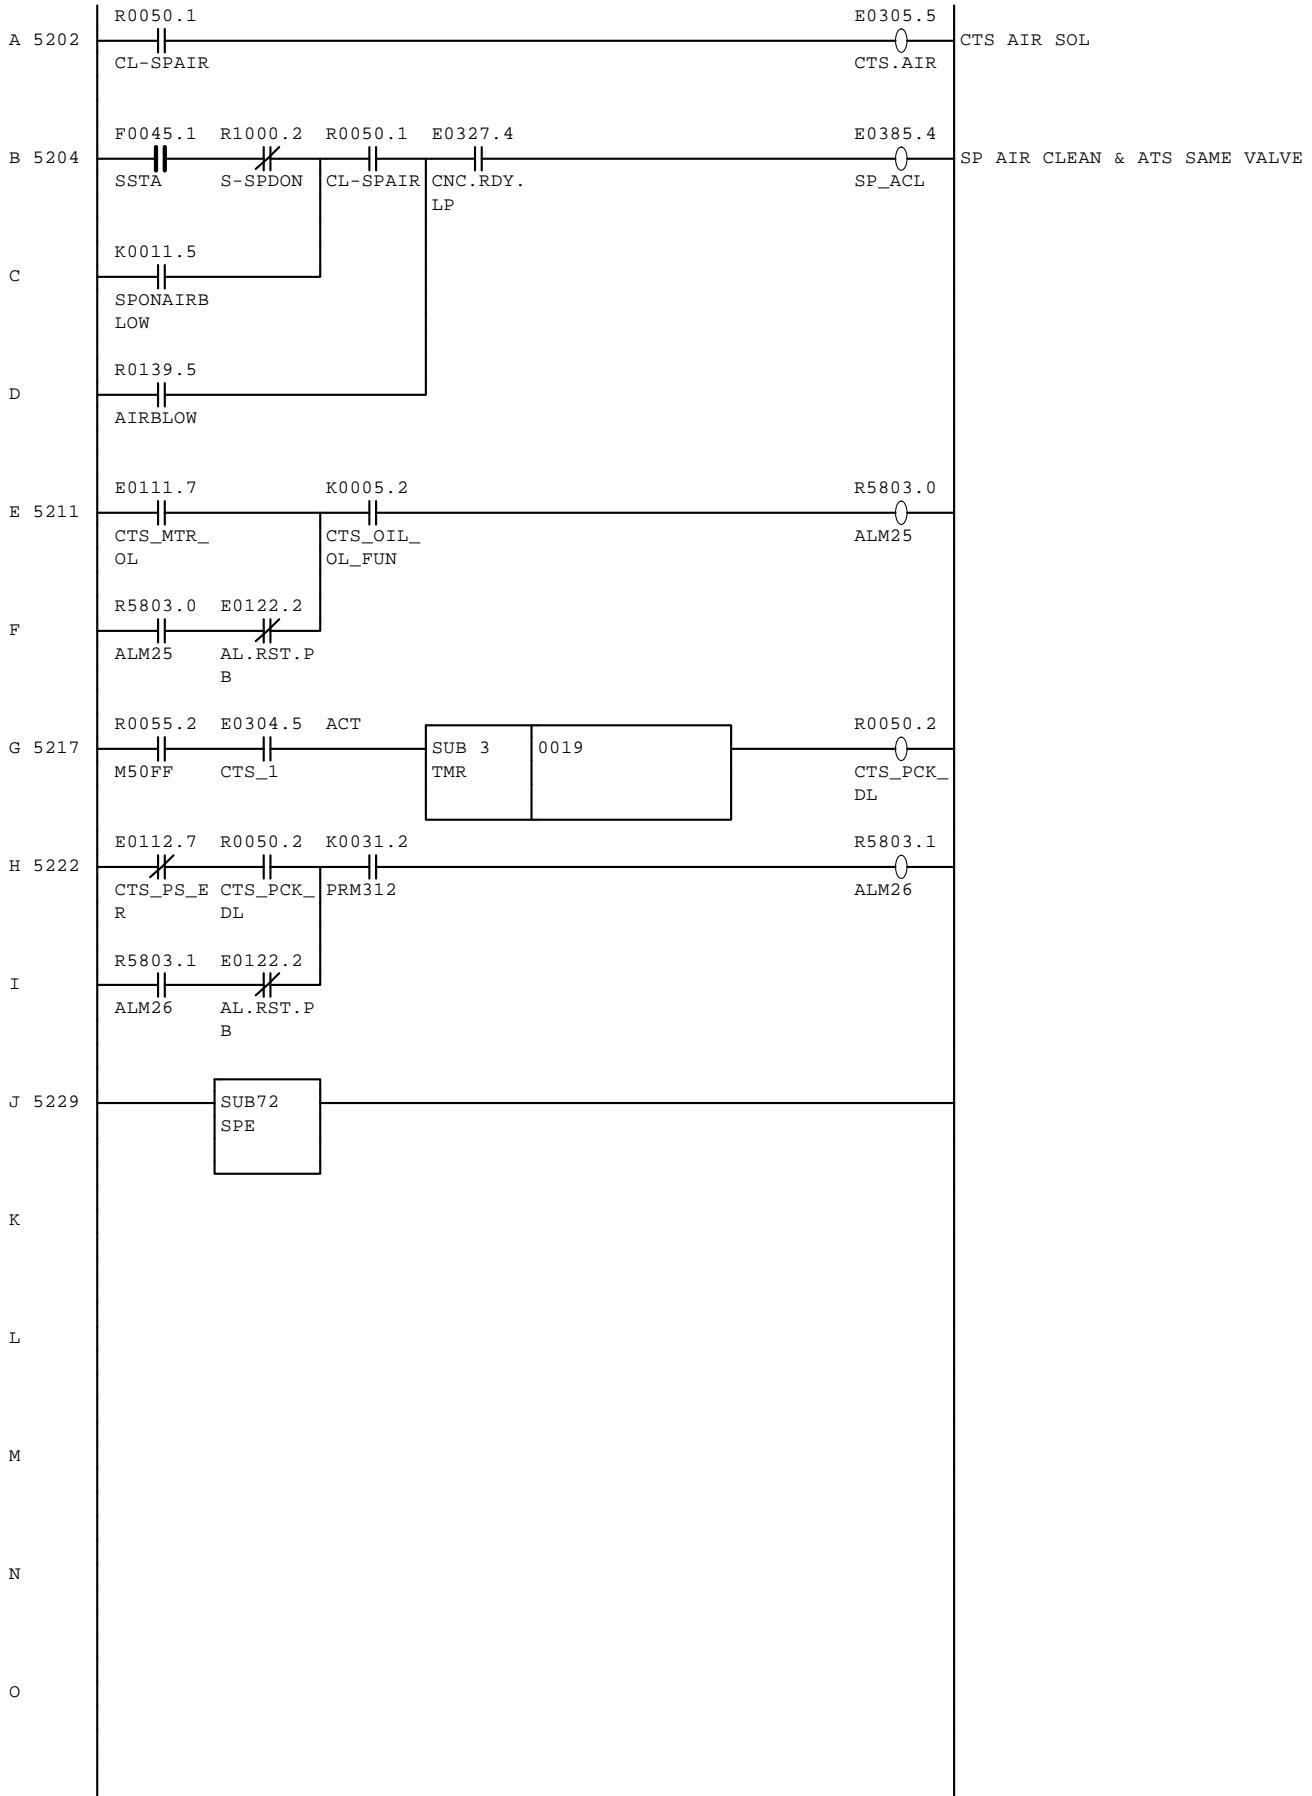 R0050.1 E0305.5
A 5202 CTS AIR SOL
CL-SPAIR CTS.AIR
F0045.1 R1000.2 R0050.1 E0327.4 E0385.4
B 5204 SP AIR CLEAN & ATS SAME VALVE
SSTA S-SPDON CL-SPAIR CNC.RDY. SP_ACL
LP
K0011.5
C
SPONAIRB
LOW
R0139.5
D
AIRBLOW
E0111.7 K0005.2 R5803.0
E 5211
CTS_MTR_ CTS_OIL_ ALM25
OL OL_FUN
R5803.0 E0122.2
F
ALM25 AL.RST.P
B
R0055.2 E0304.5 ACT R0050.2
G 5217 SUB 3 0019
M50FF CTS_1 TMR CTS_PCK_
DL
E0112.7 R0050.2 K0031.2 R5803.1
H 5222
CTS_PS_E CTS_PCK_ PRM312 ALM26
R DL
R5803.1 E0122.2
I
ALM26 AL.RST.P
B
J 5229 SUB72
SPE
K
L
M
N
O